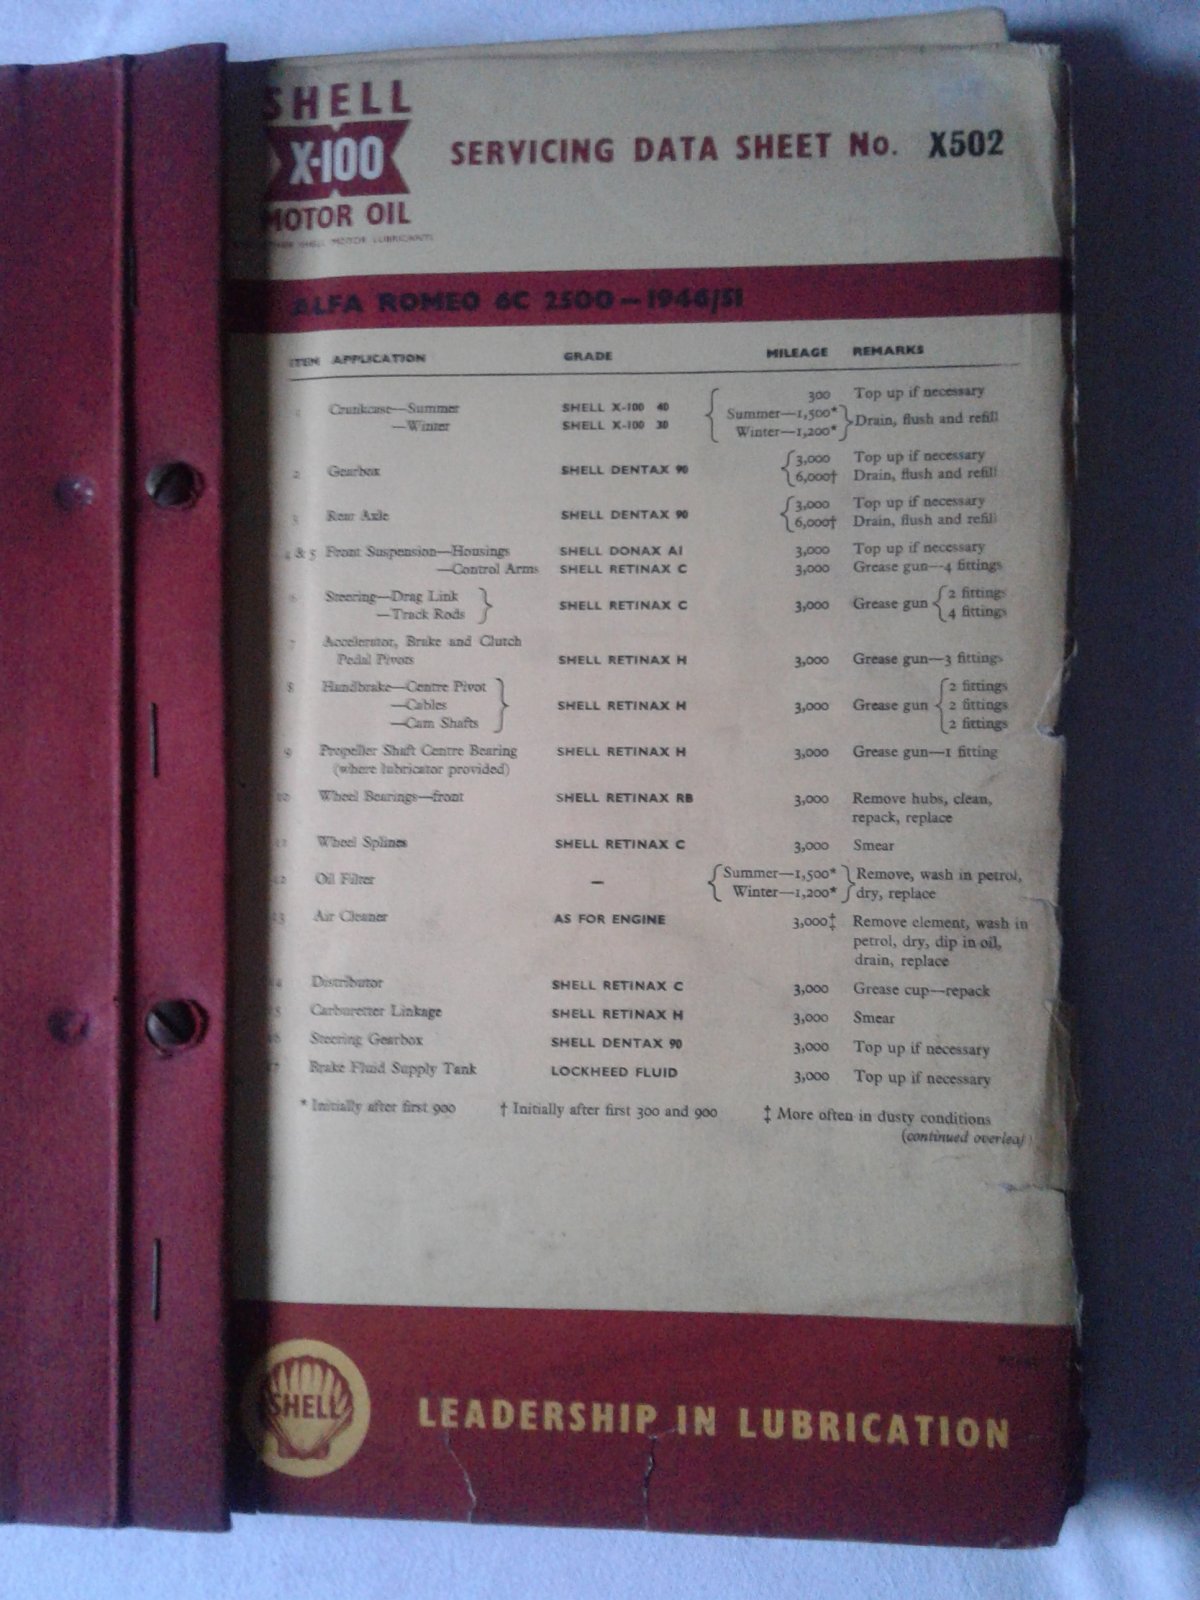 SHELL
X-100
MOTOR OIL
SHELL MOTOR LUBRICANTS
SERVICING DATA SHEET No. X502
ALFA ROMEO 6C 2500 — 1946/51
ITEM APPLICATION GRADE MILEAGE REMARKS
1 Crankcase—Summer SHELL X-100 40 300 Top up if necessary
—Winter SHELL X-100 30 Summer—1,500* Winter—1,200* Drain, flush and refill
2 Gearbox SHELL DENTAX 90 3,000 Top up if necessary
6,000† Drain, flush and refill
3 Rear Axle SHELL DENTAX 90 3,000 Top up if necessary
6,000† Drain, flush and refill
4 & 5 Front Suspension—Housings SHELL DONAX A1 3,000 Top up if necessary
—Control Arms SHELL RETINAX C 3,000 Grease gun—4 fittings
6 Steering—Drag Link SHELL RETINAX C 3,000 Grease gun 2 fittings
—Track Rods 4 fittings
7 Accelerator, Brake and Clutch
Pedal Pivots SHELL RETINAX H 3,000 Grease gun—3 fittings
8 Handbrake—Centre Pivot 2 fittings
—Cables SHELL RETINAX H 3,000 Grease gun 2 fittings
—Cam Shafts 2 fittings
9 Propeller Shaft Centre Bearing SHELL RETINAX H 3,000 Grease gun—1 fitting
(where lubricator provided)
10 Wheel Bearings—front SHELL RETINAX RB 3,000 Remove hubs, clean,
repack, replace
11 Wheel Splines SHELL RETINAX C 3,000 Smear
12 Oil Filter — Summer—1,500* Remove, wash in petrol,
Winter—1,200* dry, replace
13 Air Cleaner AS FOR ENGINE 3,000‡ Remove element, wash in
petrol, dry, dip in oil,
drain, replace
4 Distributor SHELL RETINAX C 3,000 Grease cup—repack
5 Carburetter Linkage SHELL RETINAX H 3,000 Smear
6 Steering Gearbox SHELL DENTAX 90 3,000 Top up if necessary
7 Brake Fluid Supply Tank LOCKHEED FLUID 3,000 Top up if necessary
* Initially after first 900 † Initially after first 300 and 900 ‡ More often in dusty conditions
(continued overleaf)
SHELL
LEADERSHIP IN LUBRICATION